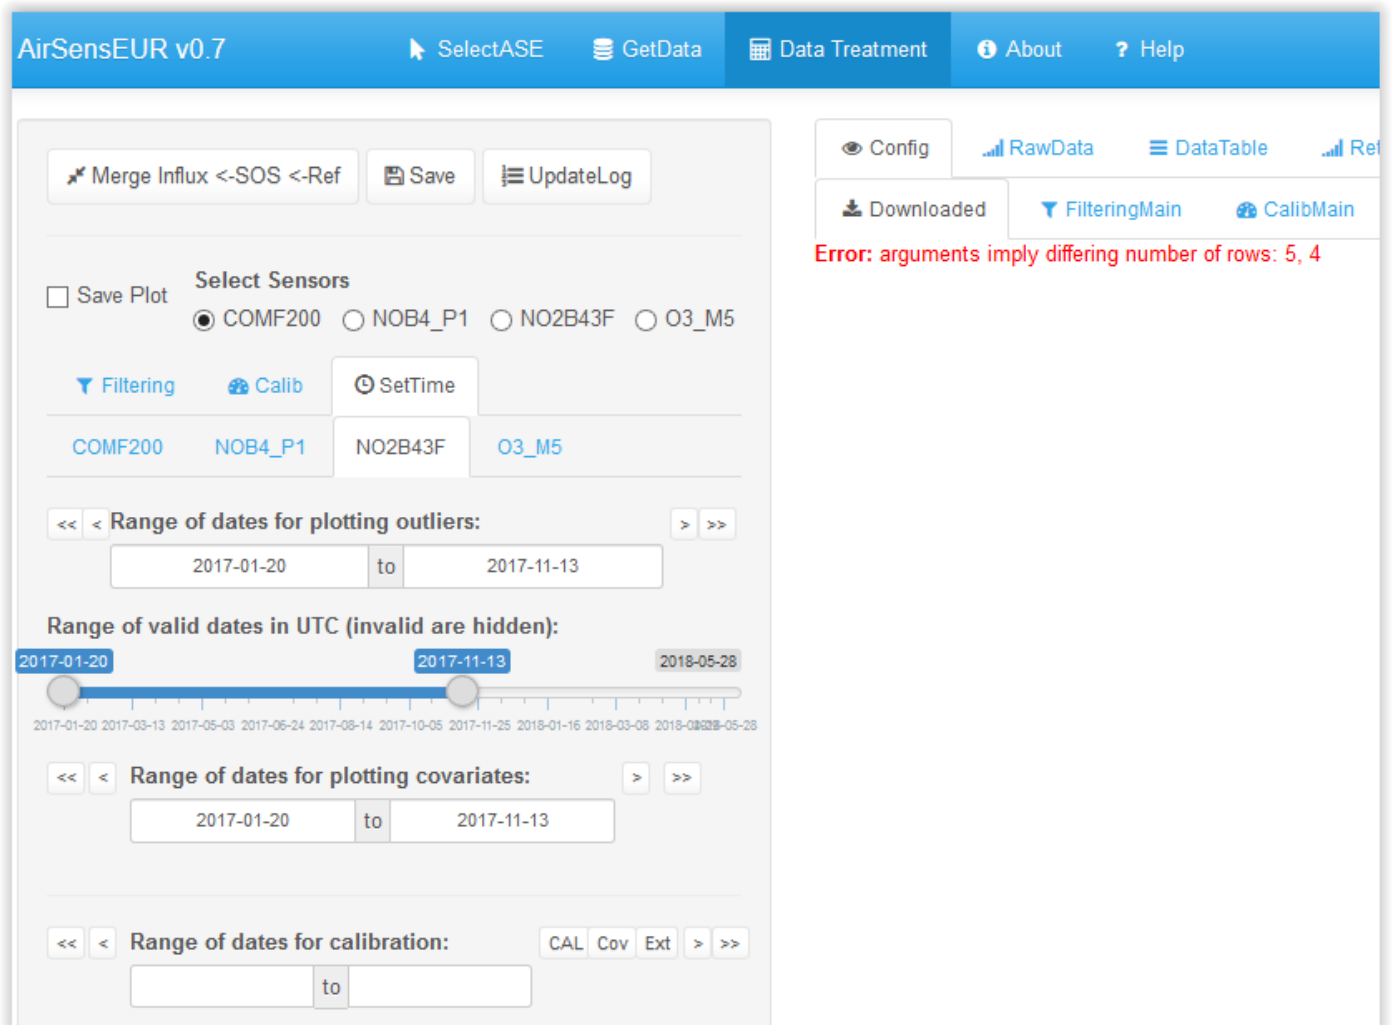 AirSensEUR v0.7 SelectASE GetData Data Treatment About ? Help
Merge Influx <-SOS <-Ref Save UpdateLog
Config RawData DataTable Ret
Downloaded FilteringMain CalibMain
Error: arguments imply differing number of rows: 5, 4
Save Plot
Select Sensors
COMF200 NOB4_P1 NO2B43F O3_M5
Filtering Calib SetTime
COMF200 NOB4_P1 NO2B43F O3_M5
<< < Range of dates for plotting outliers: > >>
2017-01-20 to 2017-11-13
Range of valid dates in UTC (invalid are hidden):
2017-01-20 2017-11-13 2018-05-28
2017-01-20 2017-03-13 2017-05-03 2017-06-24 2017-08-14 2017-10-05 2017-11-25 2018-01-16 2018-03-08
<< < Range of dates for plotting covariates: > >>
2017-01-20 to 2017-11-13
<< < Range of dates for calibration: CAL Cov Ext > >>
to